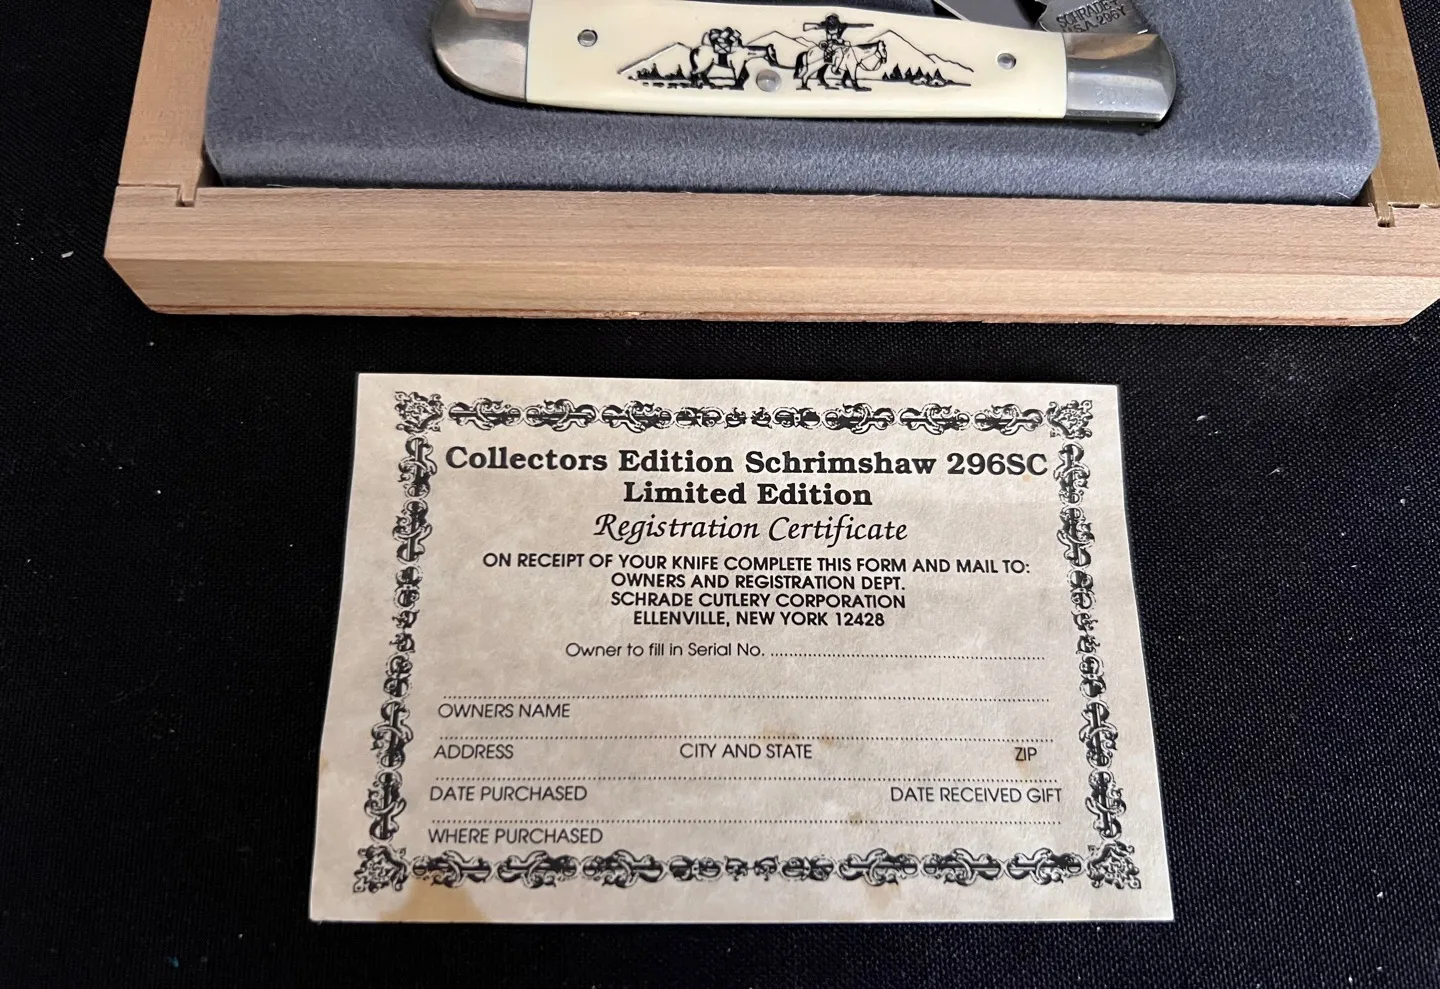 SCHRADE+
U.S.A. 296Y
Collectors Edition Schrimshaw 296SC
Limited Edition
Registration Certificate
ON RECEIPT OF YOUR KNIFE COMPLETE THIS FORM AND MAIL TO:
OWNERS AND REGISTRATION DEPT.
SCHRADE CUTLERY CORPORATION
ELLENVILLE, NEW YORK 12428
Owner to fill in Serial No.
OWNERS NAME
ADDRESS CITY AND STATE ZIP
DATE PURCHASED DATE RECEIVED GIFT
WHERE PURCHASED